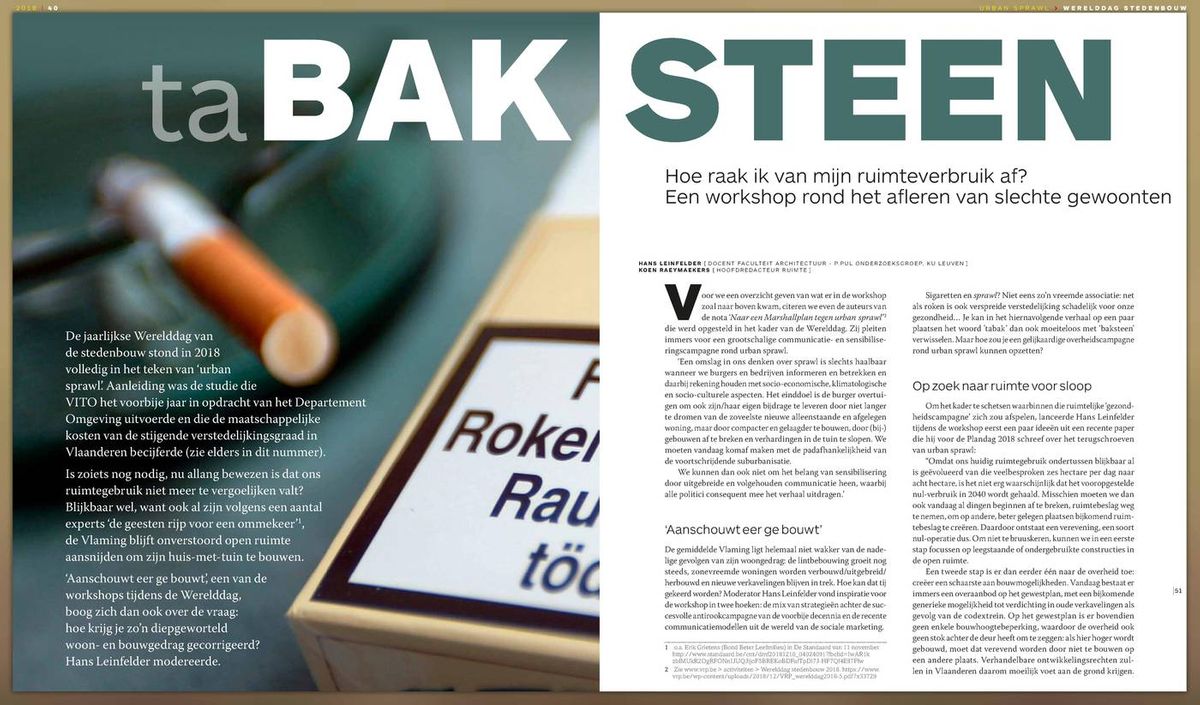 2018 | 40
URBAN SPRAWL > WERELDDAG STEDENBOUW
taBAK STEEN
Hoe raak ik van mijn ruimteverbruik af?
Een workshop rond het afleren van slechte gewoonten
De jaarlijkse Werelddag van
de stedenbouw stond in 2018
volledig in het teken van ‘urban
sprawl’. Aanleiding was de studie die
VITO het voorbije jaar in opdracht van het Departement
Omgeving uitvoerde en die de maatschappelijke
kosten van de stijgende verstedelijkingsgraad in
Vlaanderen becijferde (zie elders in dit nummer).
Is zoiets nog nodig, nu allang bewezen is dat ons
ruimtegebruik niet meer te vergoelijken valt?
Blijkbaar wel, want ook al zijn volgens een aantal
experts ‘de geesten rijp voor een ommekeer’¹,
de Vlaming blijft onverstoord open ruimte
aansnijden om zijn huis-met-tuin te bouwen.
‘Aanschouwt eer ge bouwt’, een van de
workshops tijdens de Werelddag,
boog zich dan ook over de vraag:
hoe krijg je zo’n diepgeworteld
woon- en bouwgedrag gecorrigeerd?
Hans Leinfelder modereerde.
Rau
töd
HANS LEINFELDER [ DOCENT FACULTEIT ARCHITECTUUR - P.PUL ONDERZOEKSGROEP, KU LEUVEN ]
KOEN RAEYMAEKERS [ HOOFDREDACTEUR RUIMTE ]
Voor we een overzicht geven van wat er in de workshop
zoal naar boven kwam, citeren we even de auteurs van
de nota ‘Naar een Marshallplan tegen urban sprawl’²
die werd opgesteld in het kader van de Werelddag. Zij pleiten
immers voor een grootschalige communicatie- en sensibilise-
ringscampagne rond urban sprawl.
‘Een omslag in ons denken over sprawl is slechts haalbaar
wanneer we burgers en bedrijven informeren en betrekken en
daarbij rekening houden met socio-economische, klimatologische
en socio-culturele aspecten. Het einddoel is de burger overtui-
gen om ook zijn/haar eigen bijdrage te leveren door niet langer
te dromen van de zoveelste nieuwe alleenstaande en afgelegen
woning, maar door compacter en gelaagder te bouwen, door (bij-)
gebouwen af te breken en verhardingen in de tuin te slopen. We
moeten vandaag komaf maken met de padafhankelijkheid van
de voortschrijdende suburbanisatie.
We kunnen dan ook niet om het belang van sensibilisering
door uitgebreide en volgehouden communicatie heen, waarbij
alle politici consequent mee het verhaal uitdragen.’
‘Aanschouwt eer ge bouwt’
De gemiddelde Vlaming ligt helemaal niet wakker van de nade-
lige gevolgen van zijn woongedrag: de lintbebouwing groeit nog
steeds, zonevreemde woningen worden verbouwd/uitgebreid/
herbouwd en nieuwe verkavelingen blijven in trek. Hoe kan dat tij
gekeerd worden? Moderator Hans Leinfelder vond inspiratie voor
de workshop in twee hoeken: de mix van strategieën achter de suc-
cesvolle antirookcampagne van de voorbije decennia en de recente
communicatiemodellen uit de wereld van de sociale marketing.
1 o.a. Erik Grietens (Bond Beter Leefmilieu) in De Standaard van 11 november
2 Zie www.vrp.be > activiteiten > Werelddag stedenbouw 2018. https://www.
Sigaretten en sprawl? Niet eens zo’n vreemde associatie: net
als roken is ook verspreide verstedelijking schadelijk voor onze
gezondheid... Je kan in het hiernavolgende verhaal op een paar
plaatsen het woord ‘tabak’ dan ook moeiteloos met ‘baksteen’
verwisselen. Maar hoe zou je een gelijkaardige overheidscampagne
rond urban sprawl kunnen opzetten?
Op zoek naar ruimte voor sloop
Om het kader te schetsen waarbinnen die ruimtelijke ‘gezond-
heidscampagne’ zich zou afspelen, lanceerde Hans Leinfelder
tijdens de workshop eerst een paar ideeën uit een recente paper
die hij voor de Plandag 2018 schreef over het terugschroeven
van urban sprawl:
“Omdat ons huidig ruimtegebruik ondertussen blijkbaar al
is geëvolueerd van die veelbesproken zes hectare per dag naar
acht hectare, is het niet erg waarschijnlijk dat het vooropgestelde
nul-verbruik in 2040 wordt gehaald. Misschien moeten we dan
ook vandaag al dingen beginnen af te breken, ruimtebeslag weg
te nemen, om op andere, beter gelegen plaatsen bijkomend ruim-
tebeslag te creëren. Daardoor ontstaat een verevening, een soort
nul-operatie dus. Om niet te bruuskeren, kunnen we in een eerste
stap focussen op leegstaande of ondergebruikte constructies in
de open ruimte.
Een tweede stap is er dan eerder één naar de overheid toe:
creëer een schaarste aan bouwmogelijkheden. Vandaag bestaat er
immers een overaanbod op het gewestplan, met een bijkomende
generieke mogelijkheid tot verdichting in oude verkavelingen als
gevolg van de codextrein. Op het gewestplan is er bovendien
geen enkele bouwhoogtebeperking, waardoor de overheid ook
geen stok achter de deur heeft om te zeggen: als hier hoger wordt
gebouwd, moet dat verevend worden door niet te bouwen op
een andere plaats. Verhandelbare ontwikkelingsrechten zul-
len in Vlaanderen daarom moeilijk voet aan de grond krijgen.
|51